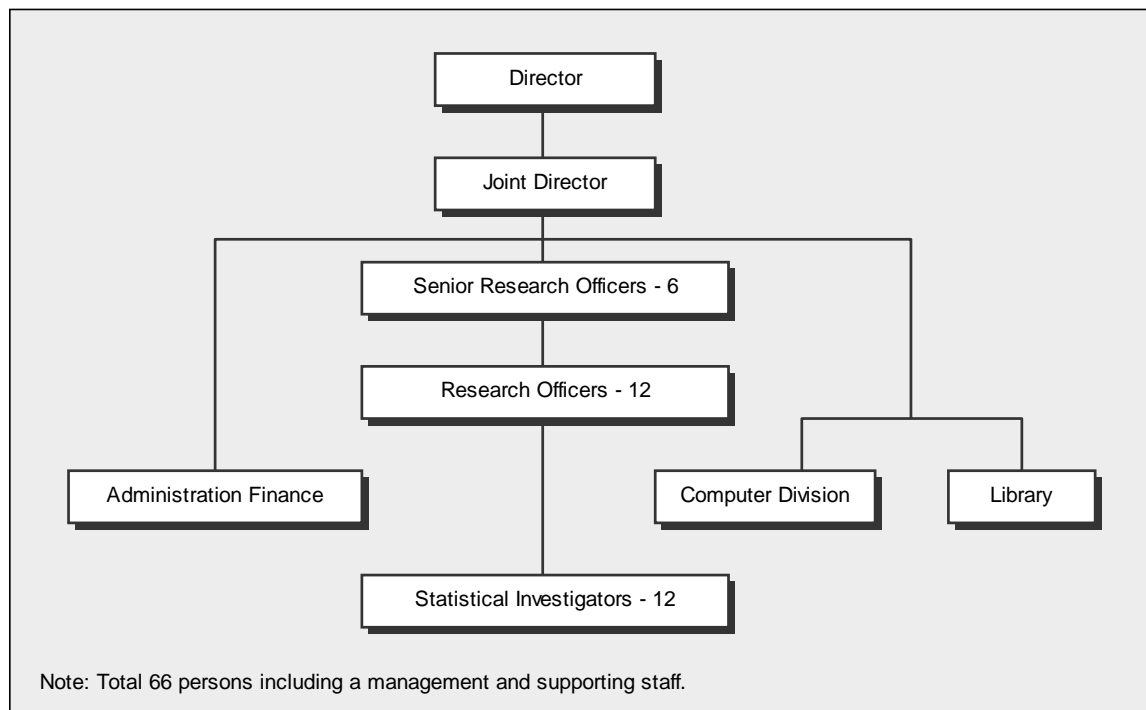 Director
Joint Director
Senior Research Officers - 6
Research Officers - 12
Administration Finance
Computer Division
Library
Statistical Investigators - 12
Note: Total 66 persons including a management and supporting staff.